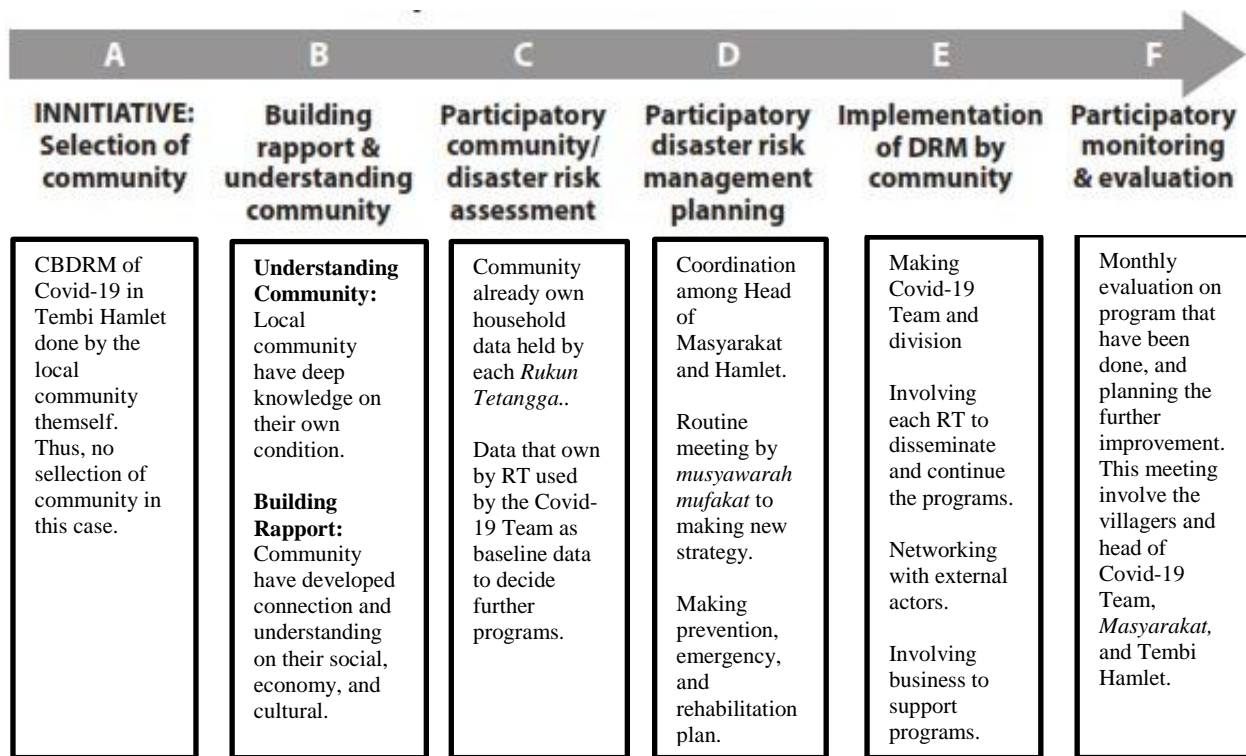 A
B
C
D
E
F
INNITIATIVE:
Selection of
community
Building
rapport &
understanding
community
Participatory
community/
disaster risk
assessment
Participatory
disaster risk
management
planning
Implementation
of DRM by
community
Participatory
monitoring
& evaluation
CBDRM of
Covid-19 in
Tembi Hamlet
done by the
local
community
themself.
Thus, no
sellection of
community in
this case.
Understanding
Community:
Local
community
have deep
knowledge on
their own
condition.
Building
Rapport:
Community
have developed
connection and
understanding
on their social,
economy, and
cultural.
Community
already own
household
data held by
each Rukun
Tetangga..
Data that own
by RT used
by the Covid-
19 Team as
baseline data
to decide
further
programs.
Coordination
among Head
of
Masyarakat
and Hamlet.
Routine
meeting by
musyawarah
mufakat to
making new
strategy.
Making
prevention,
emergency,
and
rehabilitation
plan.
Making
Covid-19
Team and
division
Involving
each RT to
disseminate
and continue
the programs.
Networking
with external
actors.
Involving
business to
support
programs.
Monthly
evaluation on
program that
have been
done, and
planning the
further
improvement.
This meeting
involve the
villagers and
head of
Covid-19
Team,
Masyarakat,
and Tembi
Hamlet.